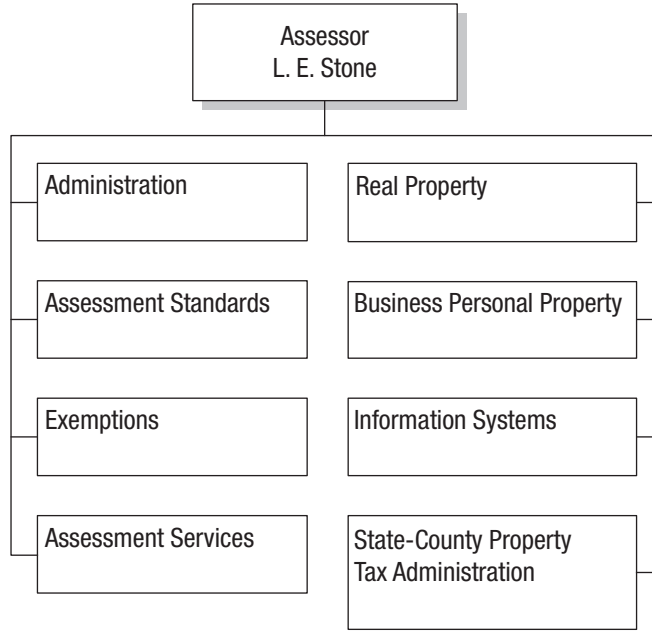 Assessor
L. E. Stone
Administration
Real Property
Assessment Standards
Business Personal Property
Exemptions
Information Systems
Assessment Services
State-County Property
Tax Administration